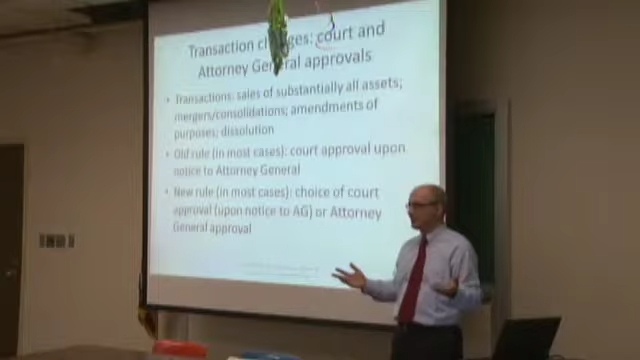 Transaction changes: court and
Attorney General approvals
• Transactions: sales of substantially all assets;
mergers/consolidations; amendments of
purposes; dissolution
• Old rule (in most cases): court approval upon
notice to Attorney General
• New rule (in most cases): choice of court
approval (upon notice to AG) or Attorney
General approval